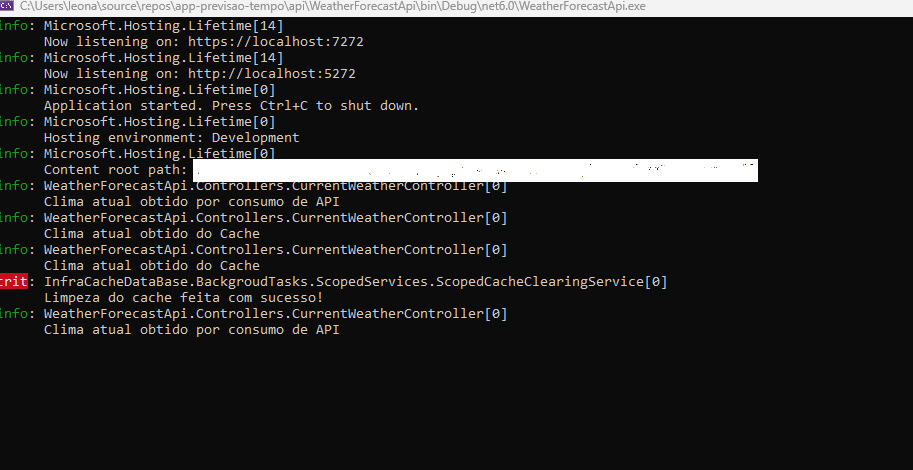 C:\Users\leona\source\repos\app-previsao-tempo\api\WeatherForecastApi\bin\Debug\net6.0\WeatherForecastApi.exe
info: Microsoft.Hosting.Lifetime[14]
Now listening on: https://localhost:7272
info: Microsoft.Hosting.Lifetime[14]
Now listening on: http://localhost:5272
info: Microsoft.Hosting.Lifetime[0]
Application started. Press Ctrl+C to shut down.
info: Microsoft.Hosting.Lifetime[0]
Hosting environment: Development
info: Microsoft.Hosting.Lifetime[0]
Content root path:
info: WeatherForecastApi.Controllers.CurrentWeatherController[0]
Clima atual obtido por consumo de API
info: WeatherForecastApi.Controllers.CurrentWeatherController[0]
Clima atual obtido do Cache
info: WeatherForecastApi.Controllers.CurrentWeatherController[0]
Clima atual obtido do Cache
crit: InfraCacheDataBase.BackgroudTasks.ScopedServices.ScopedCacheClearingService[0]
Limpeza do cache feita com sucesso!
info: WeatherForecastApi.Controllers.CurrentWeatherController[0]
Clima atual obtido por consumo de API